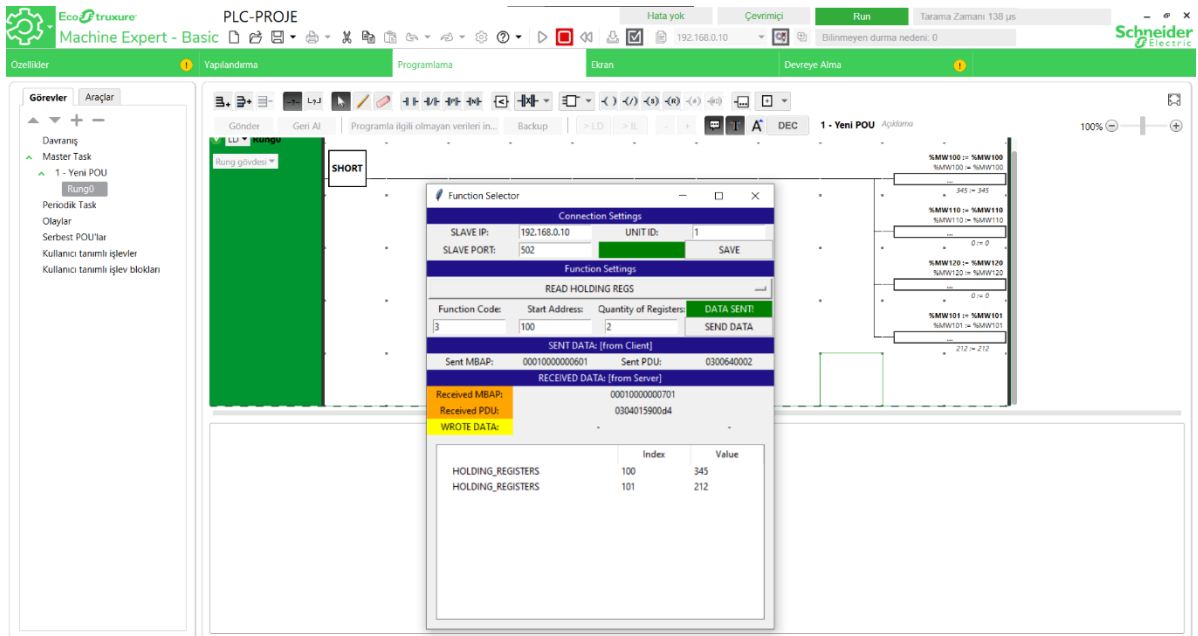 EcoStruxure PLC-PROJE Hata yok Çevrimiçi Run Tarama Zamanı 138 µs
Machine Expert - Basic 192.168.0.10 Bilinmeyen durma nedeni: 0
Schneider
Electric
Özellikler Yapılandırma Programlama Ekran Devreye Alma
Görevler Araçlar
Davranış
Master Task
1 - Yeni POU
Rung0
Periodik Task
Olaylar
Serbest POU'lar
Kullanıcı tanımlı işlevler
Kullanıcı tanımlı işlev blokları
Gönder Geri Al Programla ilgili olmayan verileri in... Backup > LD > IL - + DEC 1 - Yeni POU Açıklama 100%
LD Rung0
Rung gövdesi
SHORT
%MW100 := %MW100
%MW100 := %MW100
...
345 := 345
%MW110 := %MW110
%MW110 := %MW110
...
0 := 0
%MW120 := %MW120
%MW120 := %MW120
...
0 := 0
%MW101 := %MW101
%MW101 := %MW101
...
212 := 212
Function Selector
Connection Settings
SLAVE IP: 192.168.0.10 UNIT ID: 1
SLAVE PORT: 502 SAVE
Function Settings
READ HOLDING REGS
Function Code: Start Address: Quantity of Registers: DATA SENT!
3 100 2 SEND DATA
SENT DATA: [from Client]
Sent MBAP: 00010000000601 Sent PDU: 0300640002
RECEIVED DATA: [from Server]
Received MBAP: 00010000000701
Received PDU: 0304015900d4
WROTE DATA: - -
Index Value
HOLDING_REGISTERS 100 345
HOLDING_REGISTERS 101 212